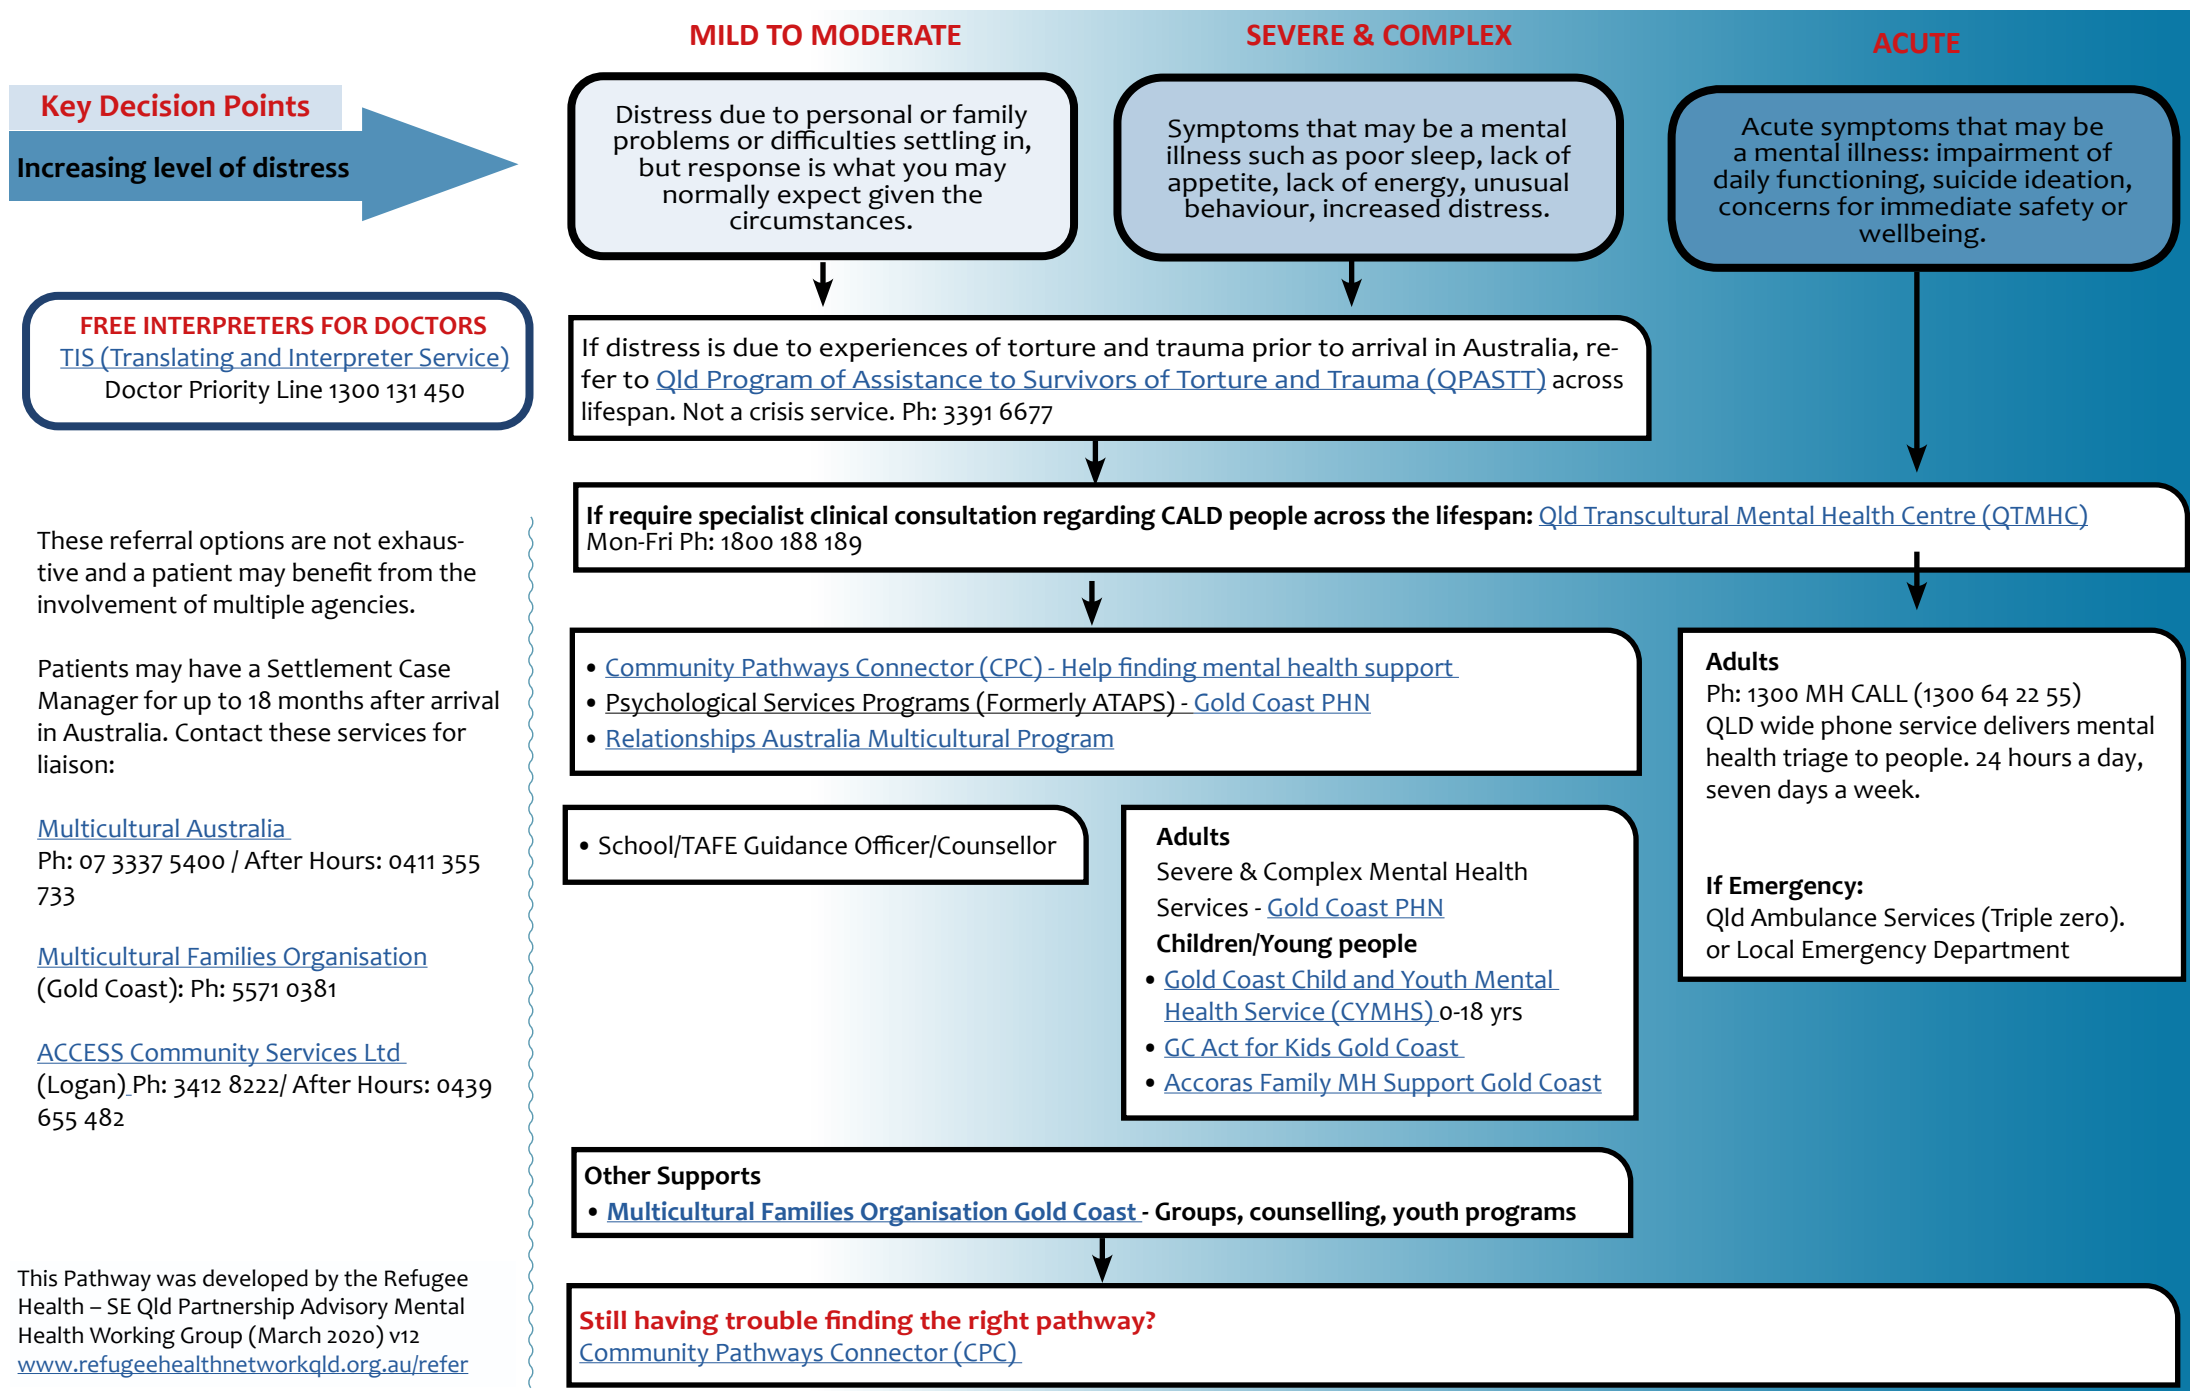 MILD TO MODERATE
SEVERE & COMPLEX
ACUTE
Key Decision Points
Increasing level of distress
Distress due to personal or family
problems or difficulties settling in,
but response is what you may
normally expect given the
circumstances.
Symptoms that may be a mental
illness such as poor sleep, lack of
appetite, lack of energy, unusual
behaviour, increased distress.
Acute symptoms that may be
a mental illness: impairment of
daily functioning, suicide ideation,
concerns for immediate safety or
wellbeing.
FREE INTERPRETERS FOR DOCTORS
TIS (Translating and Interpreter Service)
Doctor Priority Line 1300 131 450
If distress is due to experiences of torture and trauma prior to arrival in Australia, re-
fer to Qld Program of Assistance to Survivors of Torture and Trauma (QPASTT) across
lifespan. Not a crisis service. Ph: 3391 6677
If require specialist clinical consultation regarding CALD people across the lifespan: Qld Transcultural Mental Health Centre (QTMHC)
Mon-Fri Ph: 1800 188 189
These referral options are not exhaus-
tive and a patient may benefit from the
involvement of multiple agencies.
Patients may have a Settlement Case
Manager for up to 18 months after arrival
in Australia. Contact these services for
liaison:
Multicultural Australia
Ph: 07 3337 5400 / After Hours: 0411 355
733
Multicultural Families Organisation
(Gold Coast): Ph: 5571 0381
ACCESS Community Services Ltd
(Logan) Ph: 3412 8222/ After Hours: 0439
655 482
• Community Pathways Connector (CPC) - Help finding mental health support
• Psychological Services Programs (Formerly ATAPS) - Gold Coast PHN
• Relationships Australia Multicultural Program
• School/TAFE Guidance Officer/Counsellor
Adults
Severe & Complex Mental Health
Services - Gold Coast PHN
Children/Young people
• Gold Coast Child and Youth Mental
Health Service (CYMHS) 0-18 yrs
• GC Act for Kids Gold Coast
• Accoras Family MH Support Gold Coast
Adults
Ph: 1300 MH CALL (1300 64 22 55)
QLD wide phone service delivers mental
health triage to people. 24 hours a day,
seven days a week.
If Emergency:
Qld Ambulance Services (Triple zero).
or Local Emergency Department
Other Supports
• Multicultural Families Organisation Gold Coast - Groups, counselling, youth programs
Still having trouble finding the right pathway?
Community Pathways Connector (CPC)
This Pathway was developed by the Refugee
Health – SE Qld Partnership Advisory Mental
Health Working Group (March 2020) v12
www.refugeehealthnetworkqld.org.au/refer